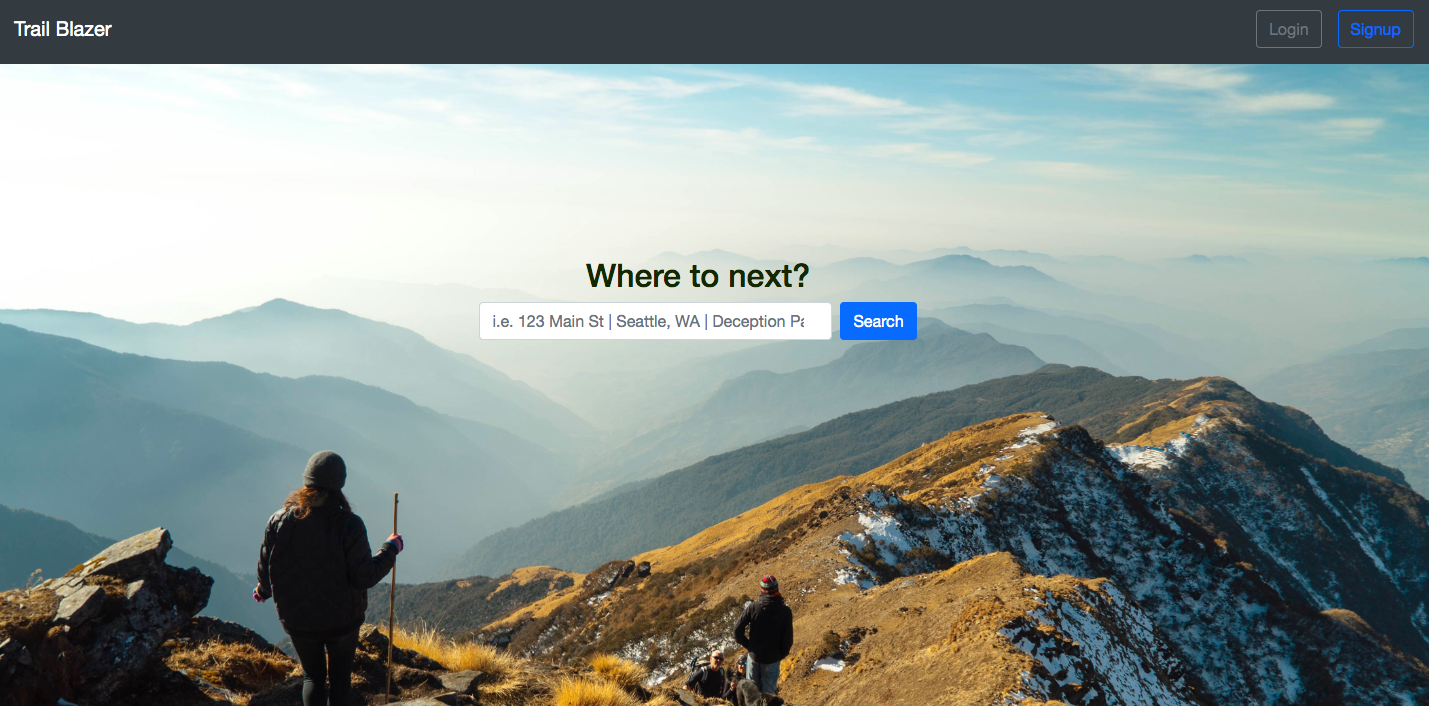 Trail Blazer
Login
Signup
Where to next?
i.e. 123 Main St | Seattle, WA | Deception Pa
Search